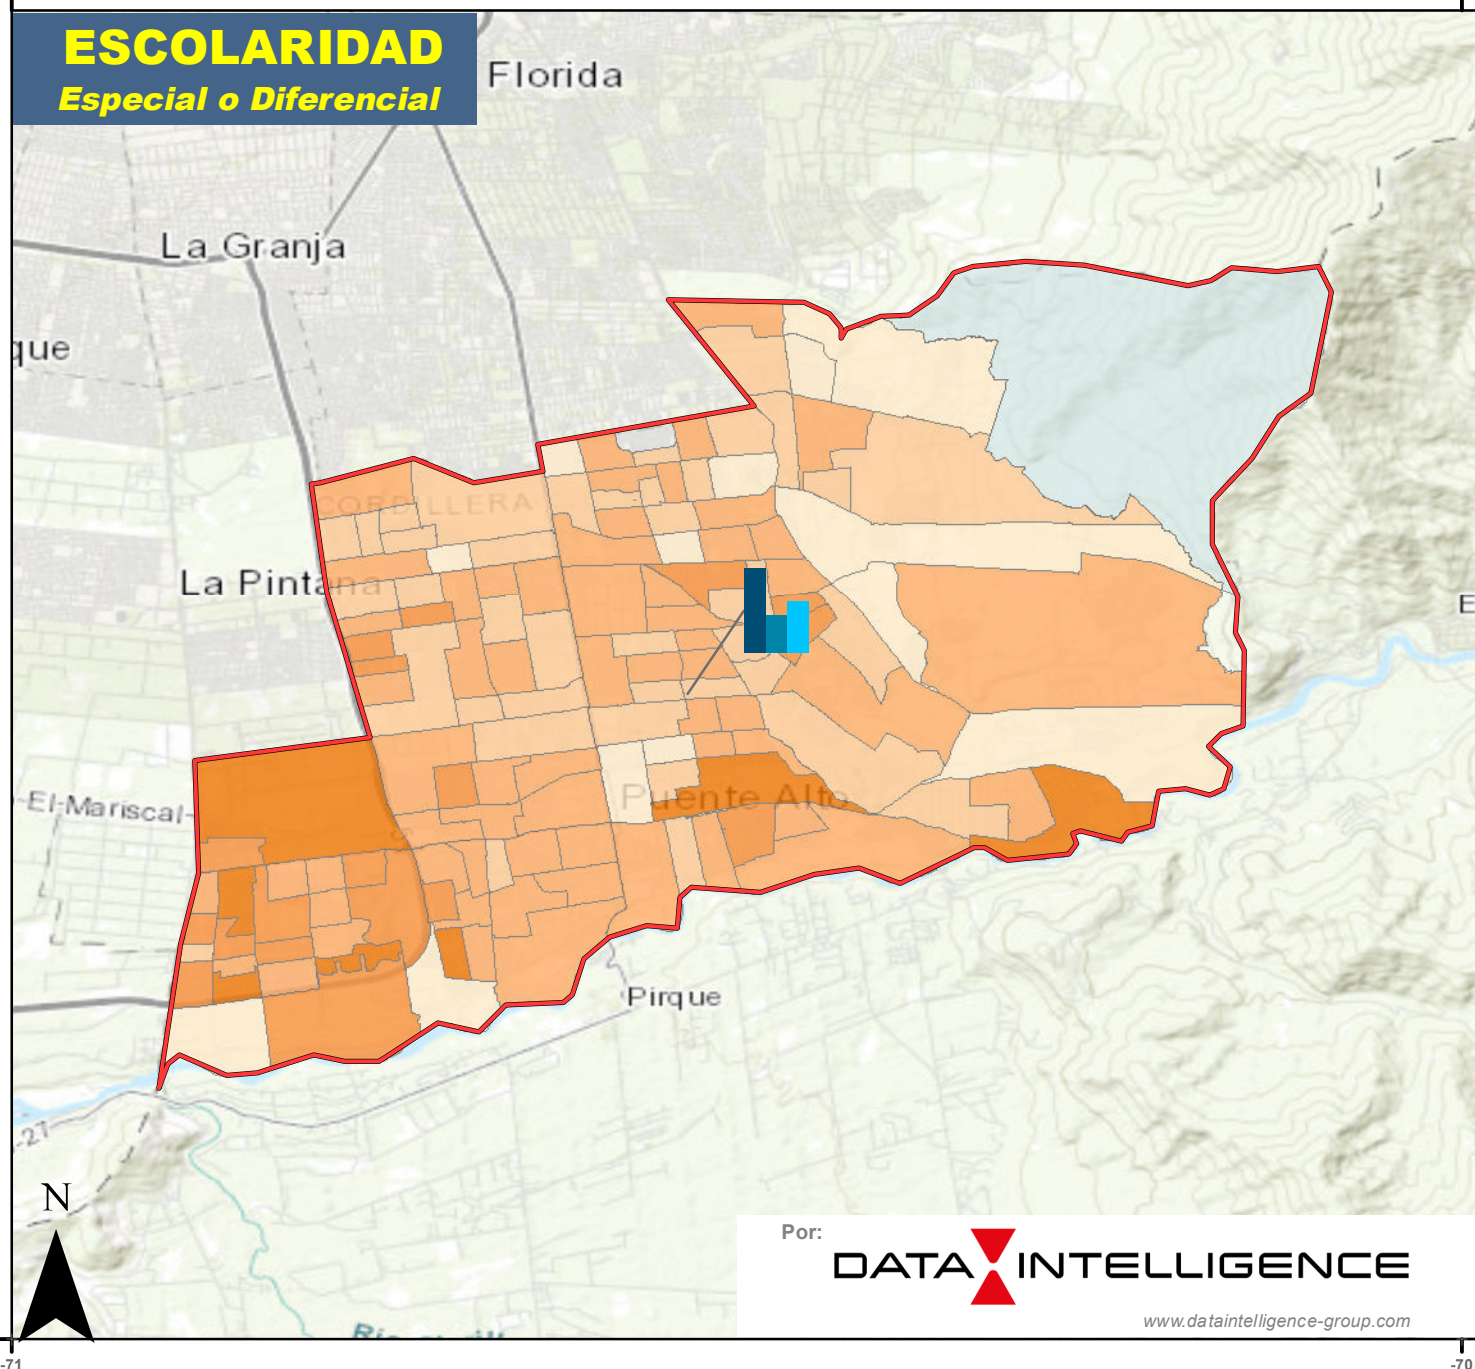 ESCOLARIDAD
Especial o Diferencial
Florida
La Granja
que
CORDILLERA
La Pintana
E
El Mariscal
Puente Alto
S
Pirque
-27
N
Por:
DATA INTELLIGENCE
www.dataintelligence-group.com
-71
-70